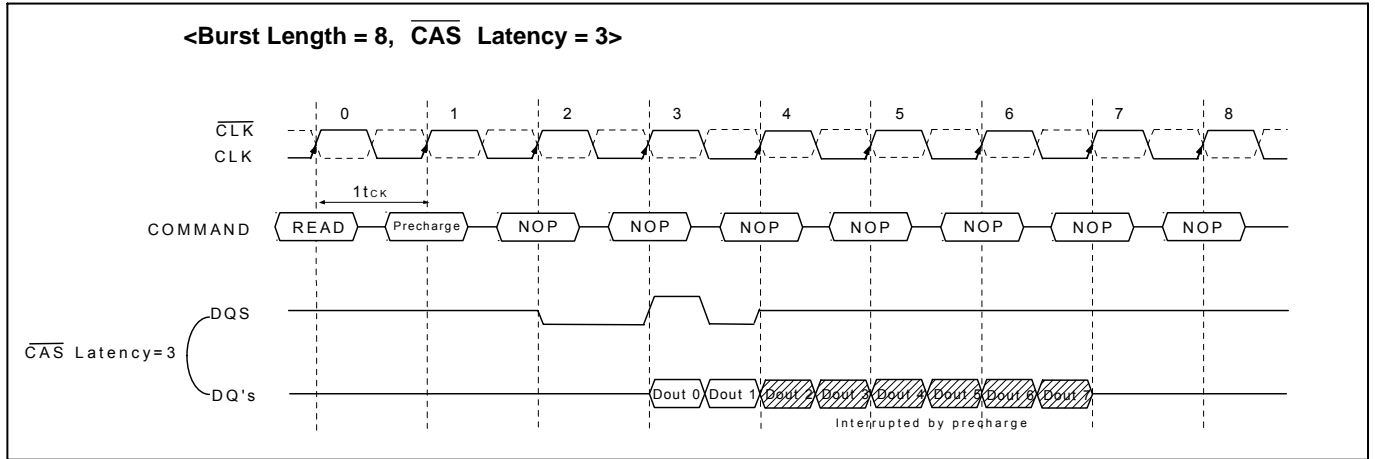 <Burst Length = 8, CAS Latency = 3>
0 1 2 3 4 5 6 7 8
CLK
CLK
1tCK
COMMAND READ Precharge NOP NOP NOP NOP NOP NOP NOP
DQS
CAS Latency=3
DQ's Dout 0 Dout 1 Dout 2 Dout 3 Dout 4 Dout 5 Dout 6 Dout 7
Interrupted by precharge